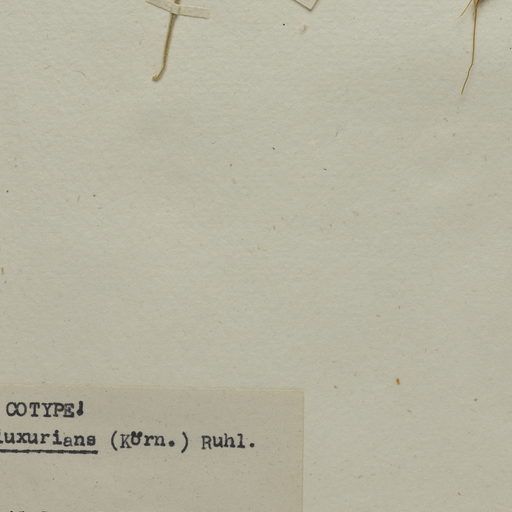 COTYPE!
luxurians (Körn.) Ruhl.